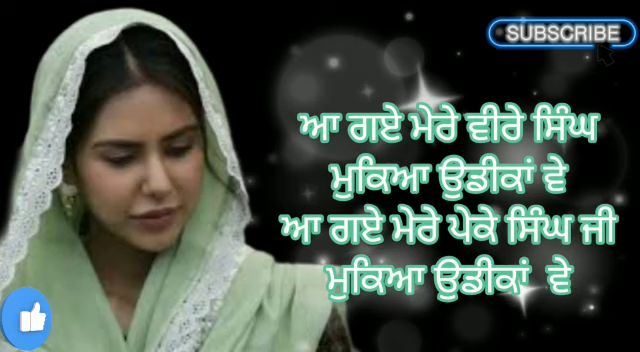 SUBSCRIBE
ਆ ਗਏ ਮੇਰੇ ਵੀਰੇ ਸਿੰਘ
ਮੁਕਿਆ ਉਡੀਕਾਂ ਵੇ
ਆ ਗਏ ਮੇਰੇ ਪੇਕੇ ਸਿੰਘ ਜੀ
ਮੁਕਿਆ ਉਡੀਕਾਂ ਵੇ